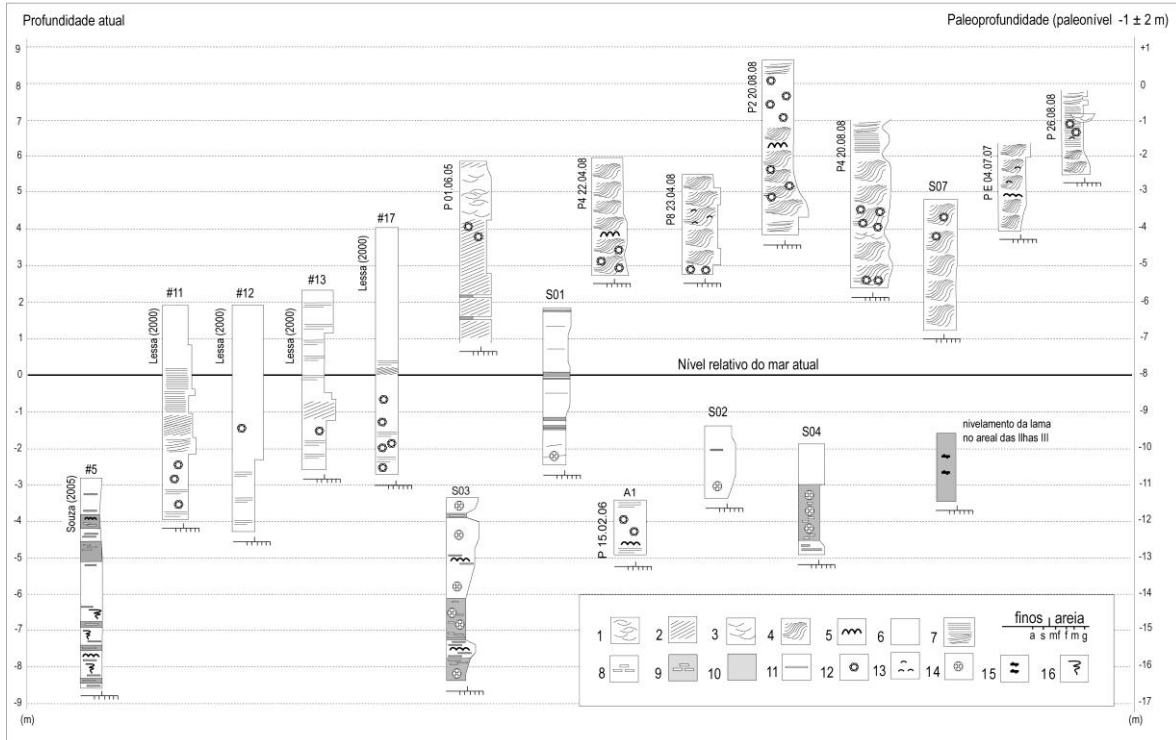 Profundidade atual
Paleoprofundidade (paleonível -1 ± 2 m)
9
8
7
6
5
4
3
2
1
0
-1
-2
-3
-4
-5
-6
-7
-8
-9
(m)
+1
0
-1
-2
-3
-4
-5
-6
-7
-8
-9
-10
-11
-12
-13
-14
-15
-16
-17
(m)
#5
Souza (2005)
#11
Lessa (2000)
#12
Lessa (2000)
#13
Lessa (2000)
#17
Lessa (2000)
P 01.06.05
S03
S01
P4 22.04.08
P8 23.04.08
A1
P 15.02.06
S02
P2 20.08.08
S04
P4 20.08.08
S07
P E 04.07.07
P 26.08.08
Nível relativo do mar atual
nivelamento da lama
no areal das Ilhas III
1
2
3
4
5
6
7
finos areia
a s mf f m g
8
9
10
11
12
13
14
15
16